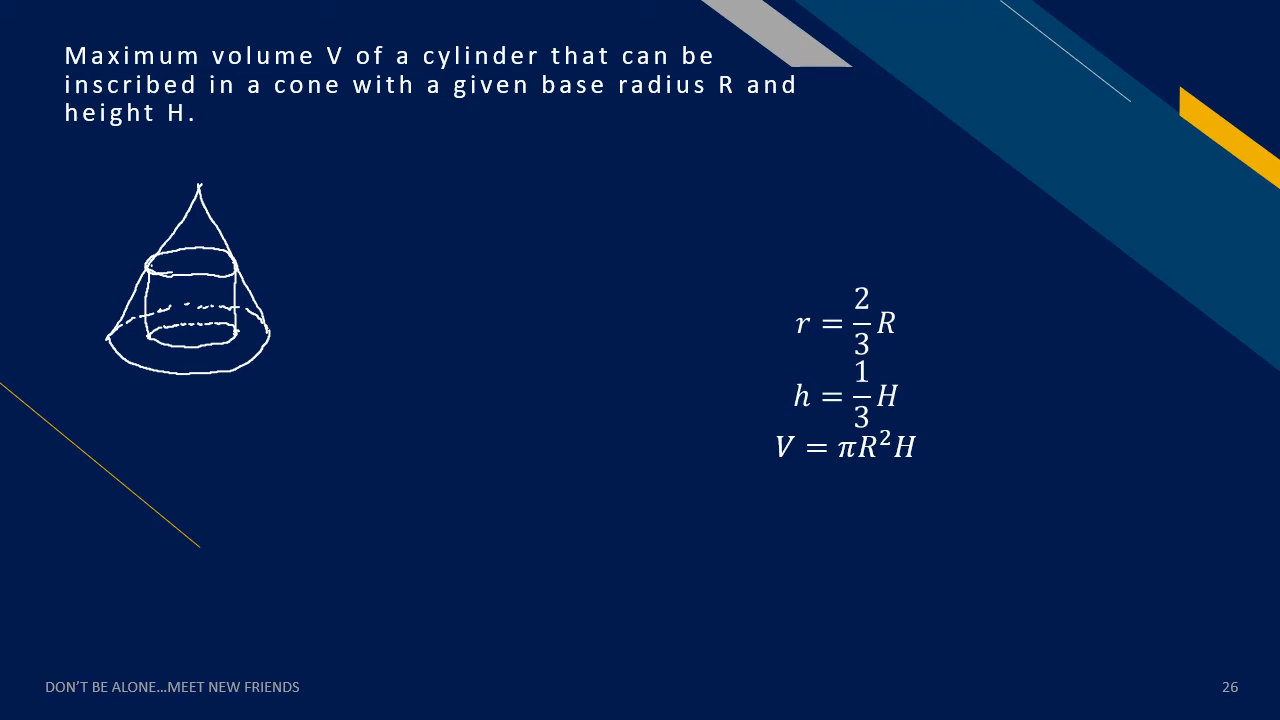 Maximum volume V of a cylinder that can be
inscribed in a cone with a given base radius R and
height H.
r = 2/3 R
h = 1/3 H
V = πR²H
DON'T BE ALONE…MEET NEW FRIENDS
26